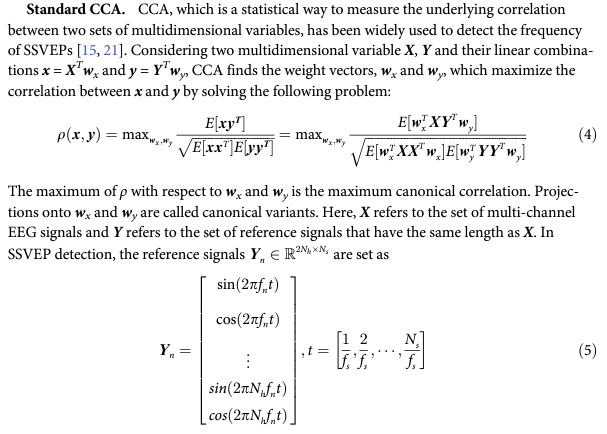 Standard CCA. CCA, which is a statistical way to measure the underlying correlation
between two sets of multidimensional variables, has been widely used to detect the frequency
of SSVEPs [15, 21]. Considering two multidimensional variable X, Y and their linear combina-
tions x = X^T w_x and y = Y^T w_y, CCA finds the weight vectors, w_x and w_y, which maximize the
correlation between x and y by solving the following problem:
ρ(x, y) = max_{w_x,w_y} E[xy^T] / √(E[xx^T]E[yy^T]) = max_{w_x,w_y} E[w_x^T XY^T w_y] / √(E[w_x^T XX^T w_x]E[w_y^T YY^T w_y]) (4)
The maximum of ρ with respect to w_x and w_y is the maximum canonical correlation. Projec-
tions onto w_x and w_y are called canonical variants. Here, X refers to the set of multi-channel
EEG signals and Y refers to the set of reference signals that have the same length as X. In
SSVEP detection, the reference signals Y_n ∈ ℝ^{2N_h×N_s} are set as
Y_n = [ sin(2πf_n t)
cos(2πf_n t)
⋮
sin(2πN_h f_n t)
cos(2πN_h f_n t) ], t = [1/f_s, 2/f_s, ⋯, N_s/f_s] (5)